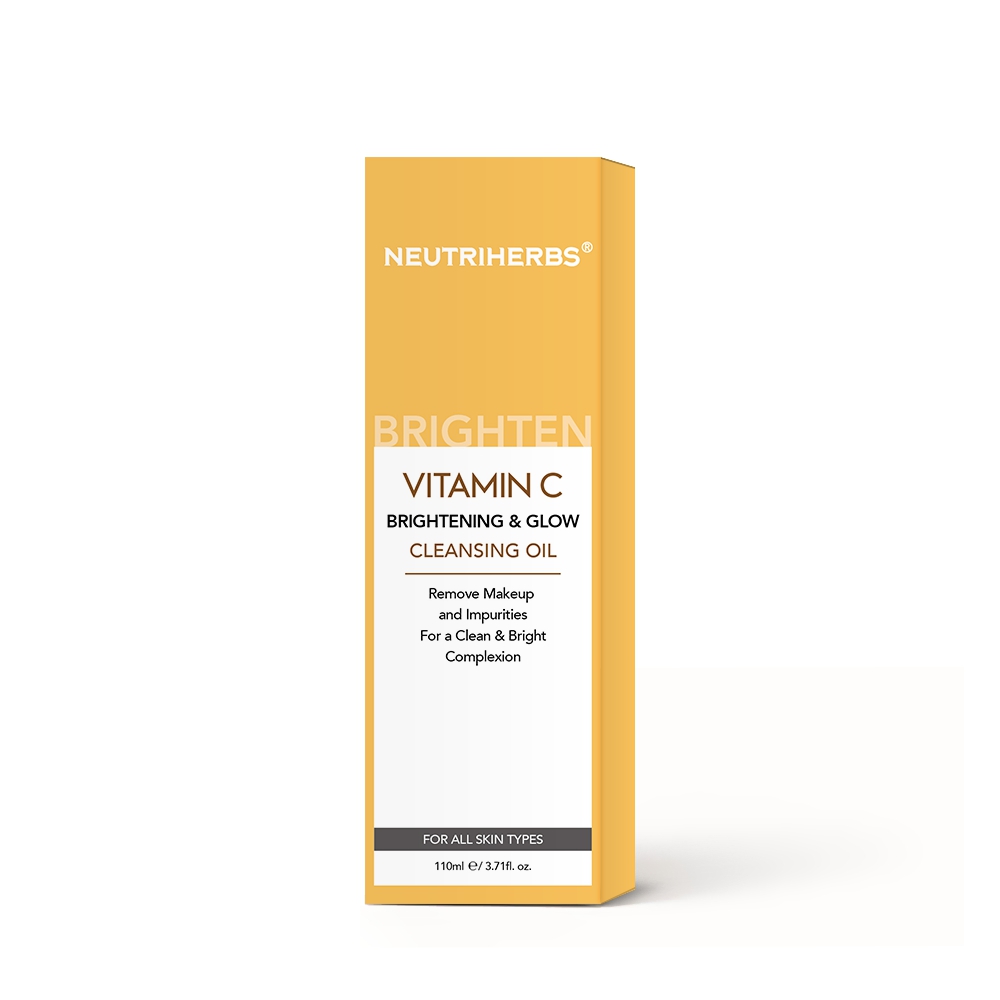 NEUTRIHERBS®
BRIGHTEN
VITAMIN C
BRIGHTENING & GLOW
CLEANSING OIL
Remove Makeup
and Impurities
For a Clean & Bright
Complexion
FOR ALL SKIN TYPES
110ml ℮/ 3.71fl. oz.